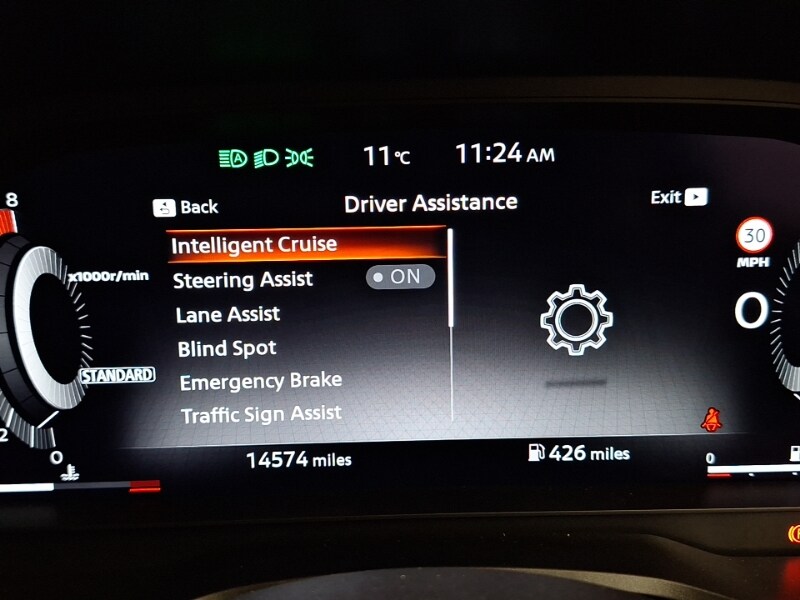 11°C 11:24 AM
Back Driver Assistance Exit
8
Intelligent Cruise
30
MPH
x1000r/min
Steering Assist ON
Lane Assist
0
Blind Spot
STANDARD
Emergency Brake
Traffic Sign Assist
2
0
14574 miles 426 miles
0